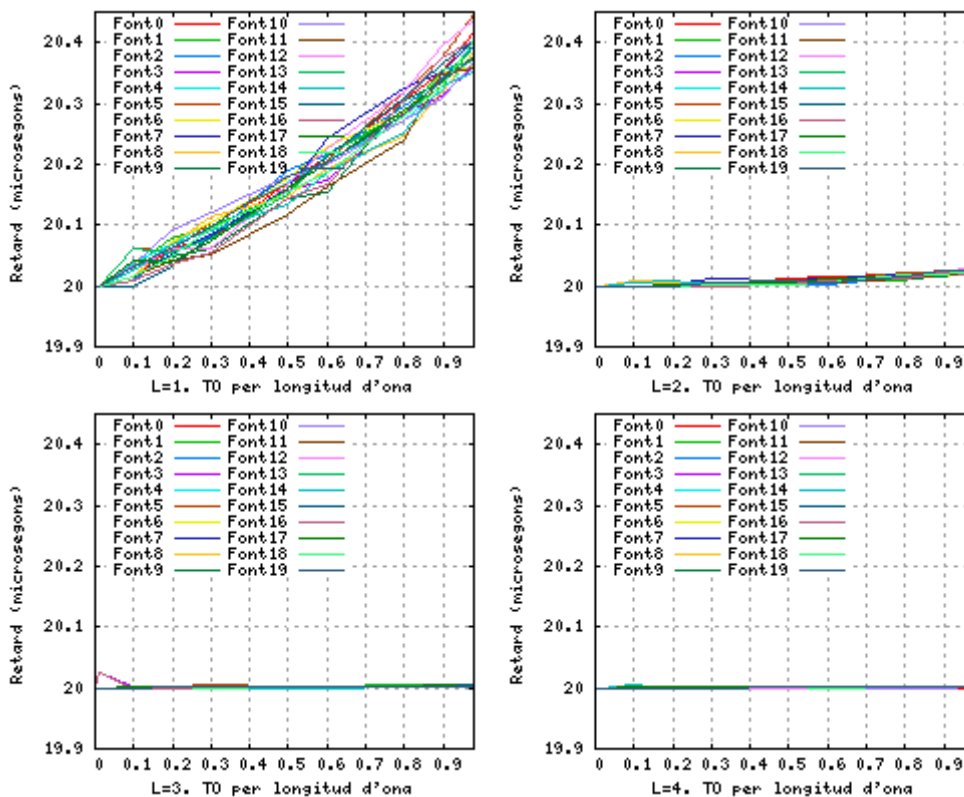 Font0 Font10
Font1 Font11
Font2 Font12
Font3 Font13
Font4 Font14
Font5 Font15
Font6 Font16
Font7 Font17
Font8 Font18
Font9 Font19
20.4
20.3
20.2
20.1
20
19.9
Retard (microsegons)
0 0.1 0.2 0.3 0.4 0.5 0.6 0.7 0.8 0.9
L=1. T0 per longitud d'ona
Font0 Font10
Font1 Font11
Font2 Font12
Font3 Font13
Font4 Font14
Font5 Font15
Font6 Font16
Font7 Font17
Font8 Font18
Font9 Font19
20.4
20.3
20.2
20.1
20
19.9
Retard (microsegons)
0 0.1 0.2 0.3 0.4 0.5 0.6 0.7 0.8 0.9
L=2. T0 per longitud d'ona
Font0 Font10
Font1 Font11
Font2 Font12
Font3 Font13
Font4 Font14
Font5 Font15
Font6 Font16
Font7 Font17
Font8 Font18
Font9 Font19
20.4
20.3
20.2
20.1
20
19.9
Retard (microsegons)
0 0.1 0.2 0.3 0.4 0.5 0.6 0.7 0.8 0.9
L=3. T0 per longitud d'ona
Font0 Font10
Font1 Font11
Font2 Font12
Font3 Font13
Font4 Font14
Font5 Font15
Font6 Font16
Font7 Font17
Font8 Font18
Font9 Font19
20.4
20.3
20.2
20.1
20
19.9
Retard (microsegons)
0 0.1 0.2 0.3 0.4 0.5 0.6 0.7 0.8 0.9
L=4. T0 per longitud d'ona